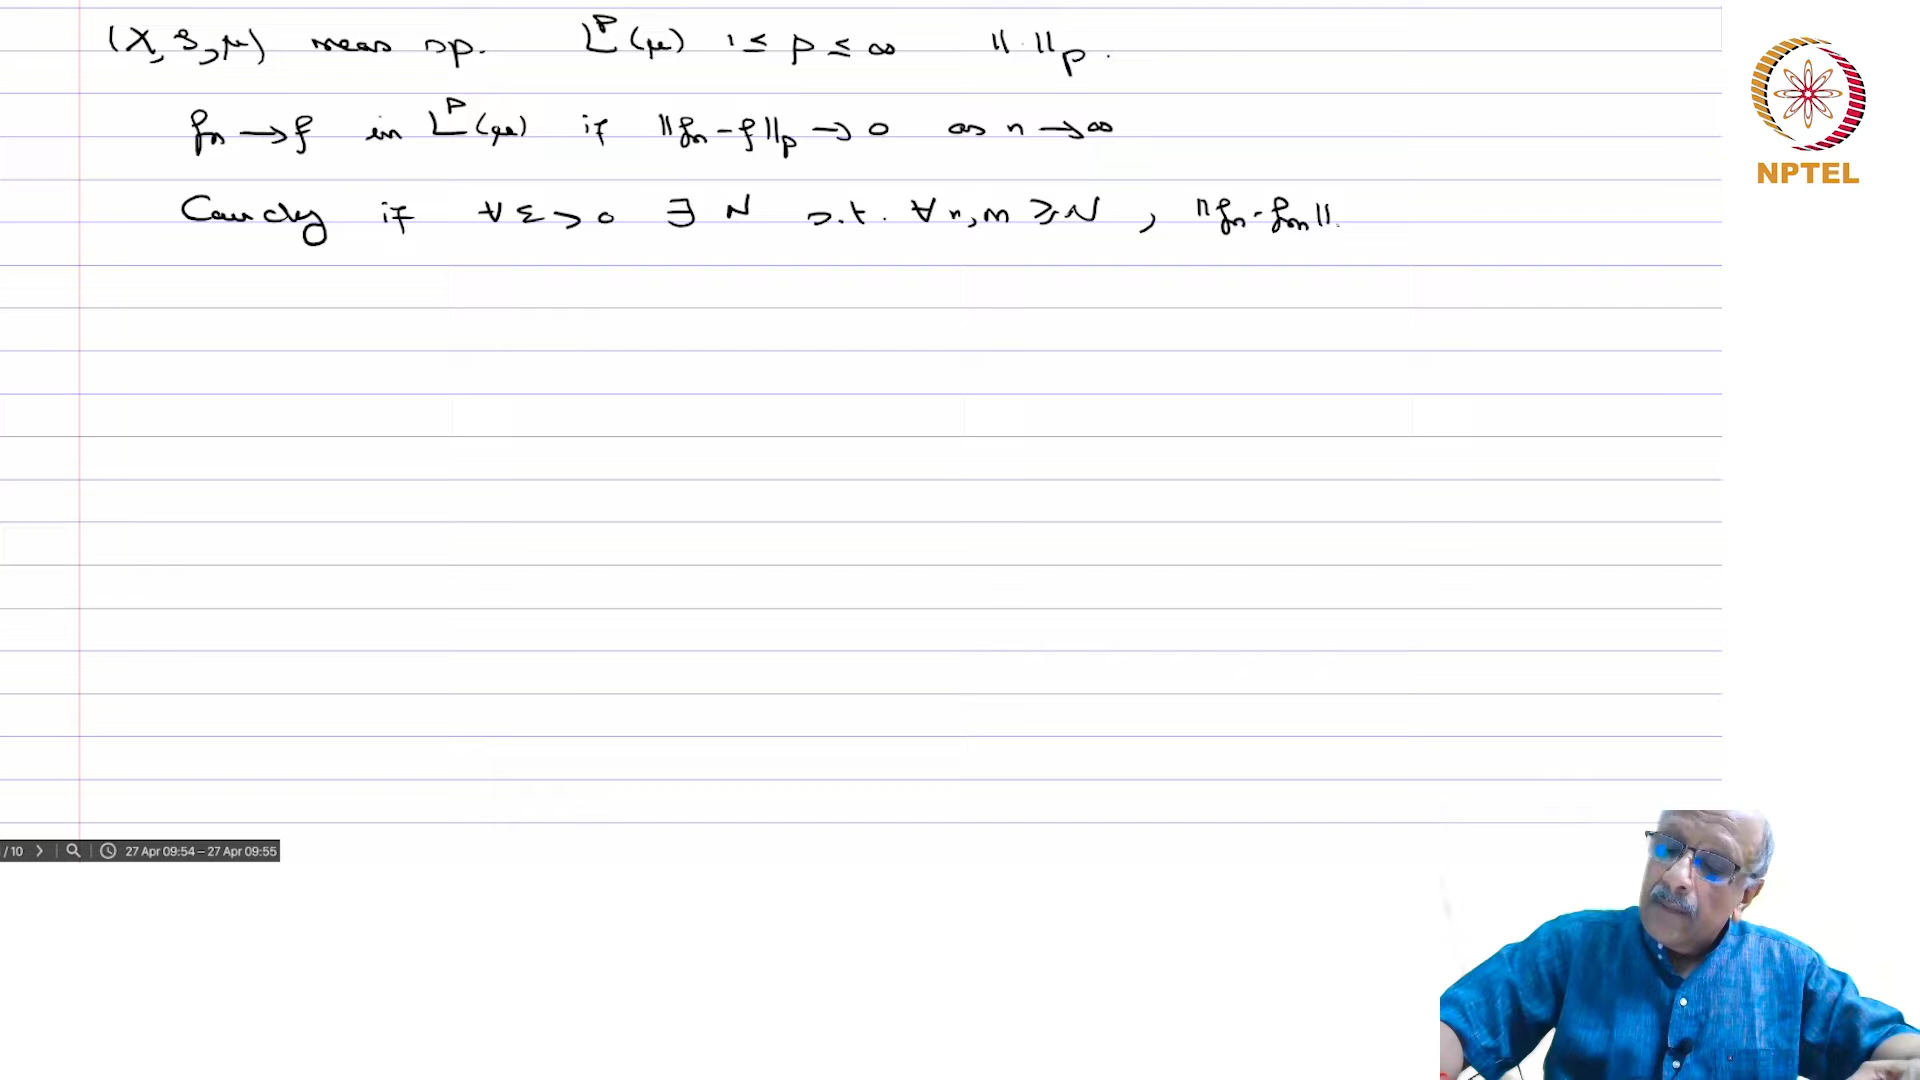 (X, S, μ) meas sp. L^p(μ) 1 ≤ p ≤ ∞ ||·||_p.
f_n → f in L^p(μ) if ||f_n - f||_p → 0 as n → ∞
Cauchy if ∀ ε > 0 ∃ N s.t. ∀ n, m ≥ N, ||f_n - f_m||
NPTEL
/ 10 27 Apr 09:54 – 27 Apr 09:55